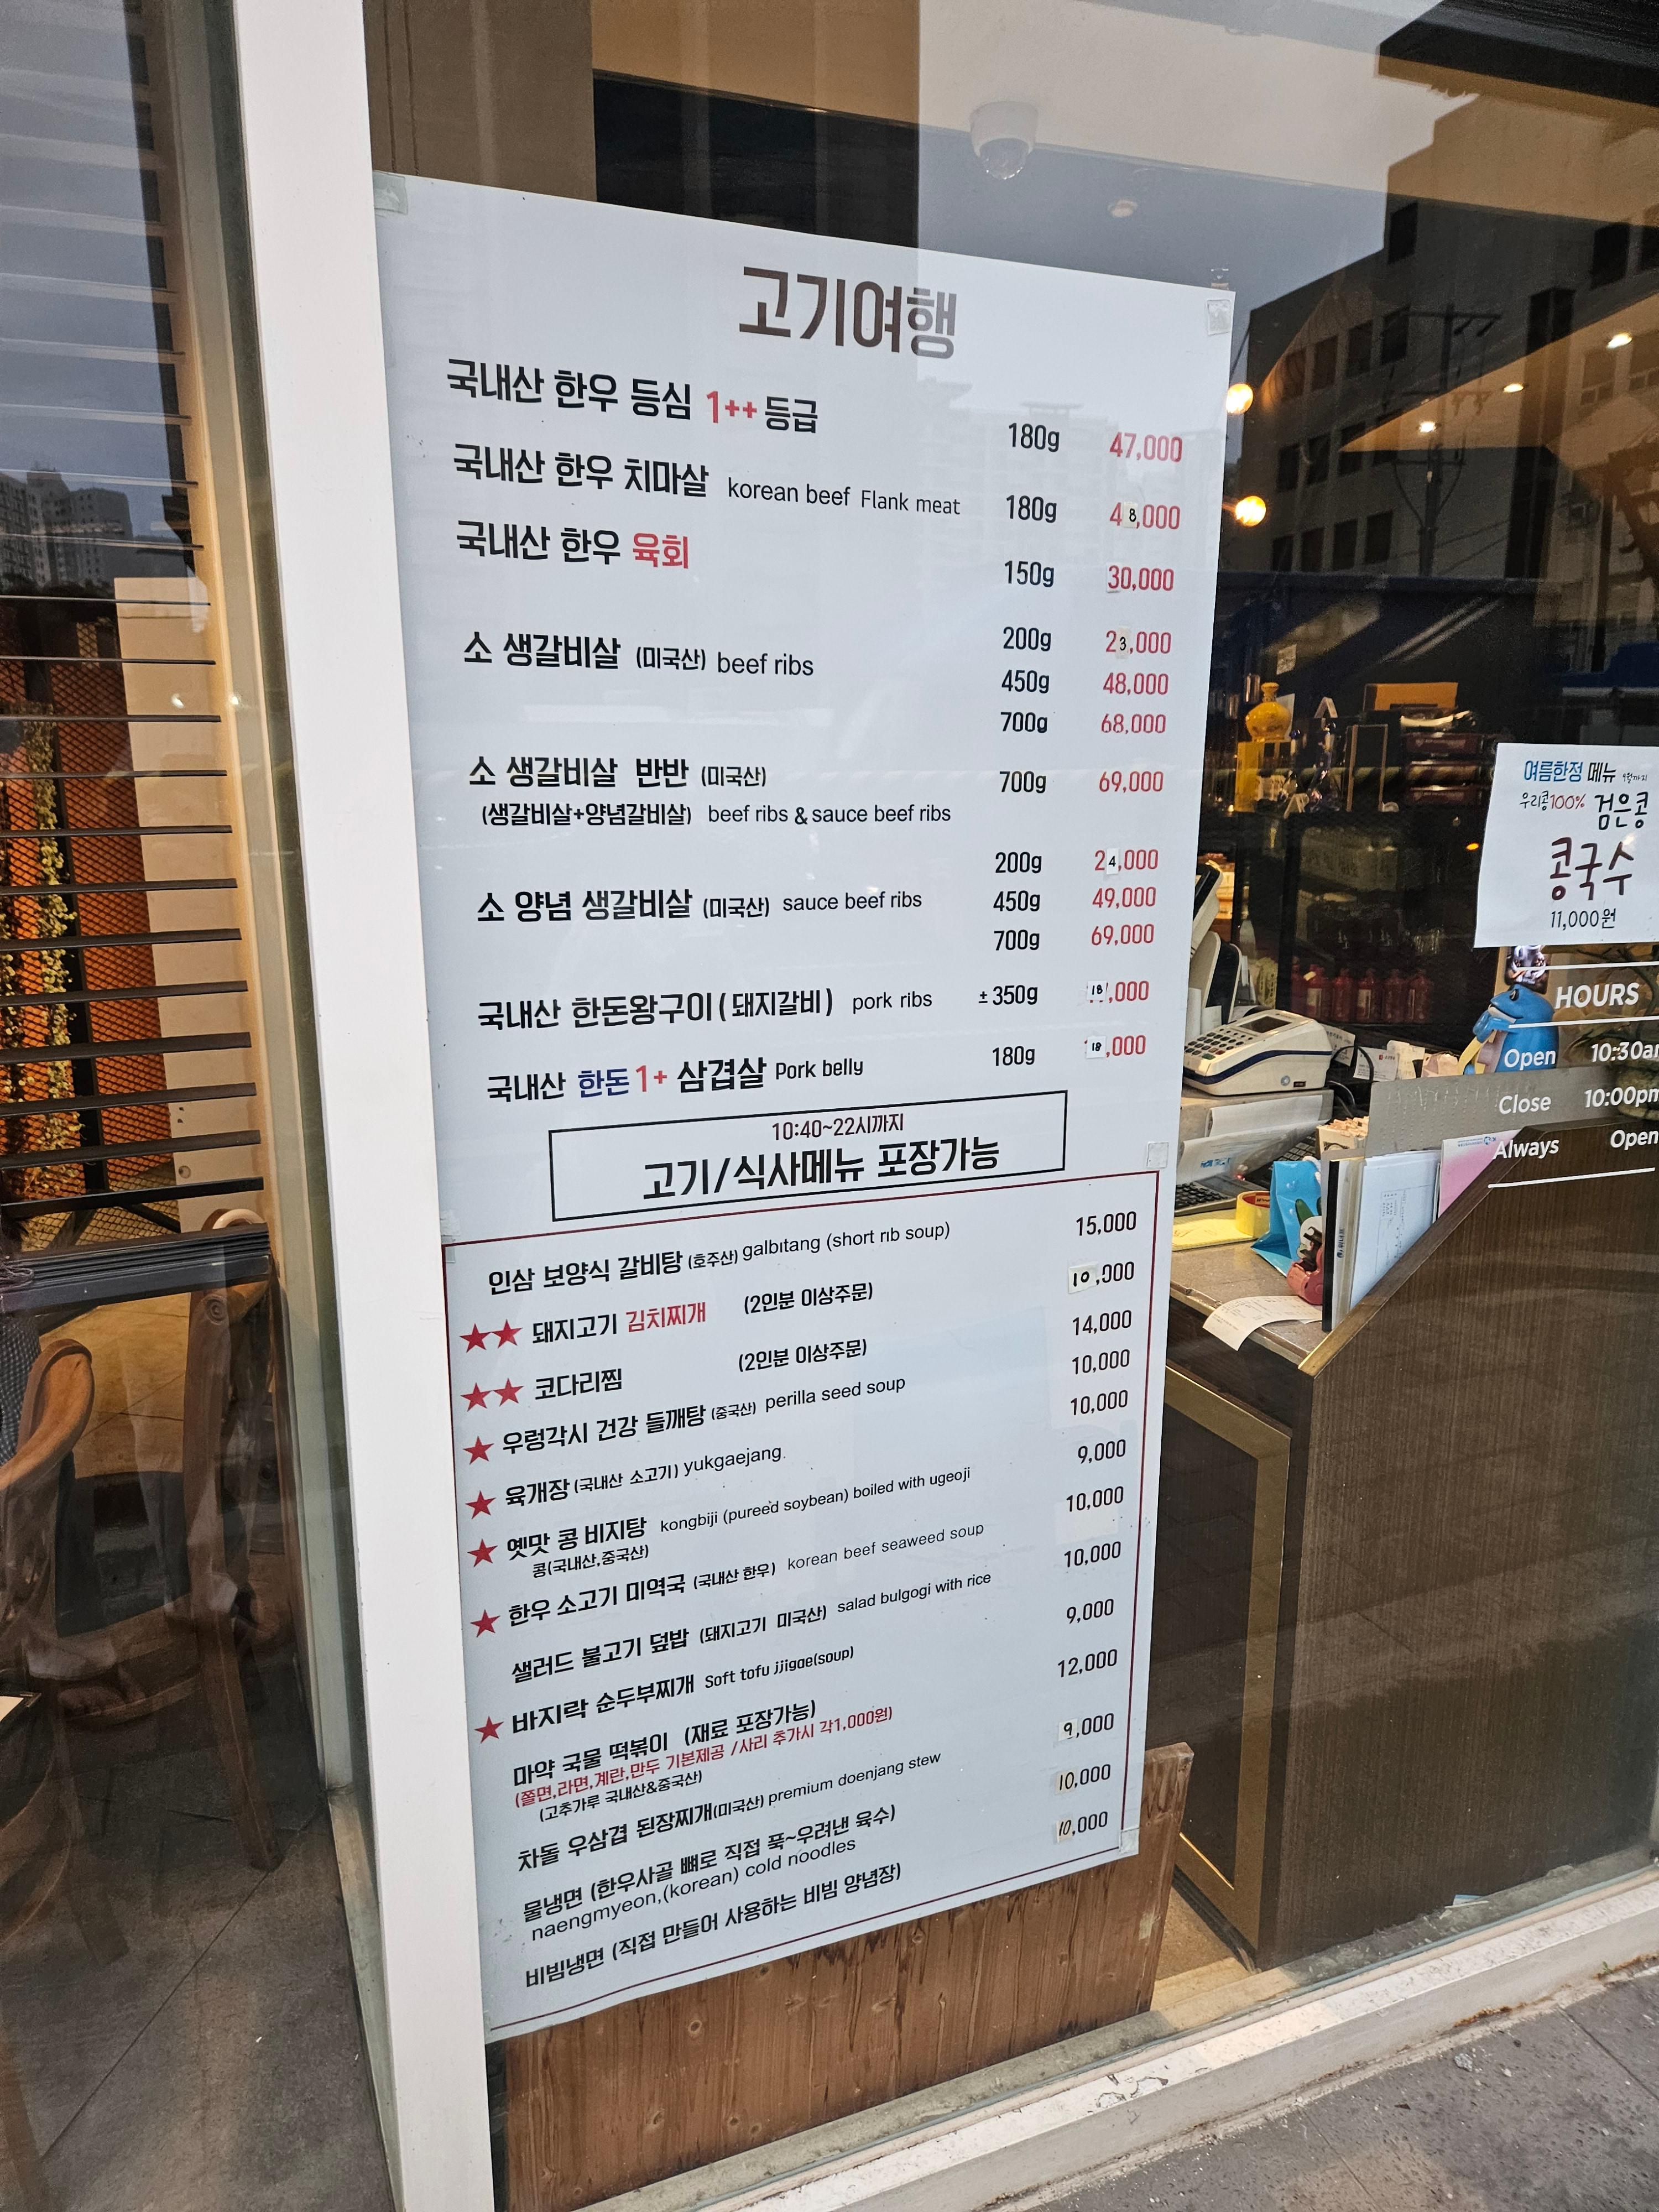 고기여행
국내산 한우 등심 1++ 등급 180g 47,000
국내산 한우 치마살 korean beef Flank meat 180g 48,000
국내산 한우 육회 150g 30,000
소 생갈비살 (미국산) beef ribs 200g 23,000
450g 48,000
700g 68,000
소 생갈비살 반반 (미국산) 700g 69,000
(생갈비살+양념갈비살) beef ribs & sauce beef ribs
200g 24,000
소 양념 생갈비살 (미국산) sauce beef ribs 450g 49,000
700g 69,000
국내산 한돈왕구이(돼지갈비) pork ribs ±350g 18,000
국내산 한돈 1+ 삼겹살 Pork belly 180g 18,000
10:40~22시까지
고기/식사메뉴 포장가능
인삼 보양식 갈비탕 (호주산) galbitang (short rib soup) 15,000
★★ 돼지고기 김치찌개 (2인분 이상주문) 10,000
★★ 코다리찜 (2인분 이상주문) 14,000
★ 우렁각시 건강 들깨탕 (중국산) perilla seed soup 10,000
★ 육개장 (국내산 소고기) yukgaejang 10,000
★ 옛맛 콩 비지탕 kongbiji (pureed soybean) boiled with ugeoji 9,000
콩(국내산,중국산)
★ 한우 소고기 미역국 (국내산 한우) korean beef seaweed soup 10,000
샐러드 불고기 덮밥 (돼지고기 미국산) salad bulgogi with rice 10,000
★ 바지락 순두부찌개 Soft tofu jjigae(soup) 9,000
마약 국물 떡볶이 (재료 포장가능) 12,000
(쫄면,라면,계란,만두 기본제공 /사리 추가시 각1,000원)
(고추가루 국내산&중국산)
차돌 우삼겹 된장찌개(미국산) premium doenjang stew 9,000
물냉면 (한우사골 뼈로 직접 푹~우려낸 육수) 10,000
naengmyeon,(korean) cold noodles
비빔냉면 (직접 만들어 사용하는 비빔 양념장) 10,000
여름한정 메뉴
우리콩100% 검은콩
콩국수
11,000원
HOURS
Open 10:30am
Close 10:00pm
Always Open